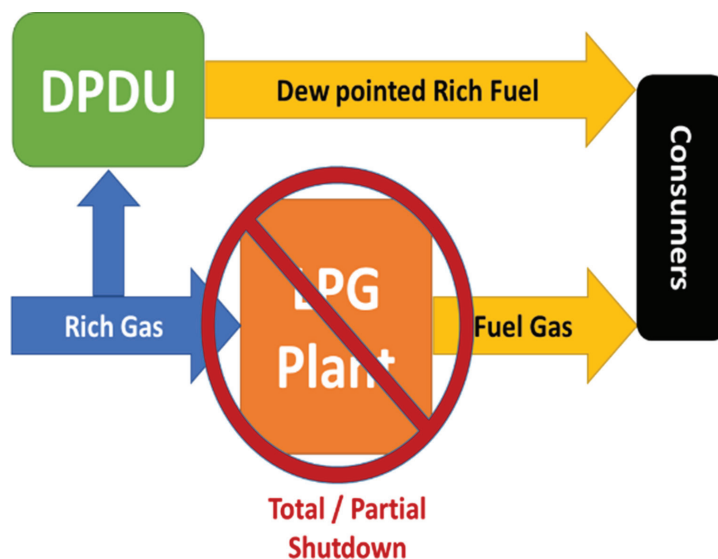 DPDU
Dew pointed Rich Fuel
Consumers
Rich Gas
LPG
Plant
Fuel Gas
Total / Partial
Shutdown